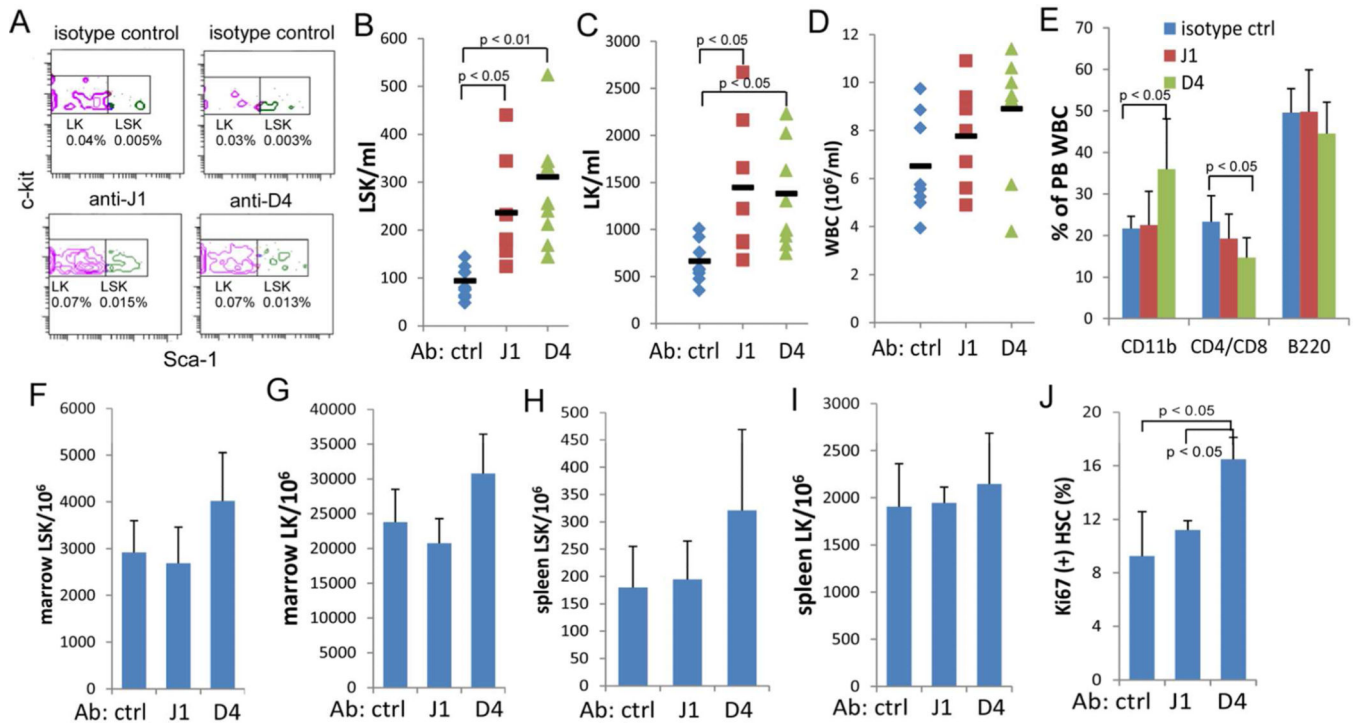 A
isotype control
isotype control
LK
0.04%
LSK
0.005%
LK
0.03%
LSK
0.003%
anti-J1
anti-D4
LK
0.07%
LSK
0.015%
LK
0.07%
LSK
0.013%
c-kit
Sca-1
B
LSK/ml
600
500
400
300
200
100
0
p < 0.01
p < 0.05
Ab: ctrl J1 D4
C
LK/ml
3000
2500
2000
1500
1000
500
0
p < 0.05
p < 0.05
Ab: ctrl J1 D4
D
WBC (10⁶/ml)
12
10
8
6
4
2
0
Ab: ctrl J1 D4
E
% of PB WBC
70
60
50
40
30
20
10
0
isotype ctrl
J1
D4
p < 0.05
p < 0.05
CD11b CD4/CD8 B220
F
marrow LSK/10⁶
6000
5000
4000
3000
2000
1000
0
Ab: ctrl J1 D4
G
marrow LK/10⁶
40000
35000
30000
25000
20000
15000
10000
5000
0
Ab: ctrl J1 D4
H
spleen LSK/10⁶
500
450
400
350
300
250
200
150
100
50
0
Ab: ctrl J1 D4
I
spleen LK/10⁶
3000
2500
2000
1500
1000
500
0
Ab: ctrl J1 D4
J
Ki67 (+) HSC (%)
20
16
12
8
4
0
p < 0.05
p < 0.05
Ab: ctrl J1 D4